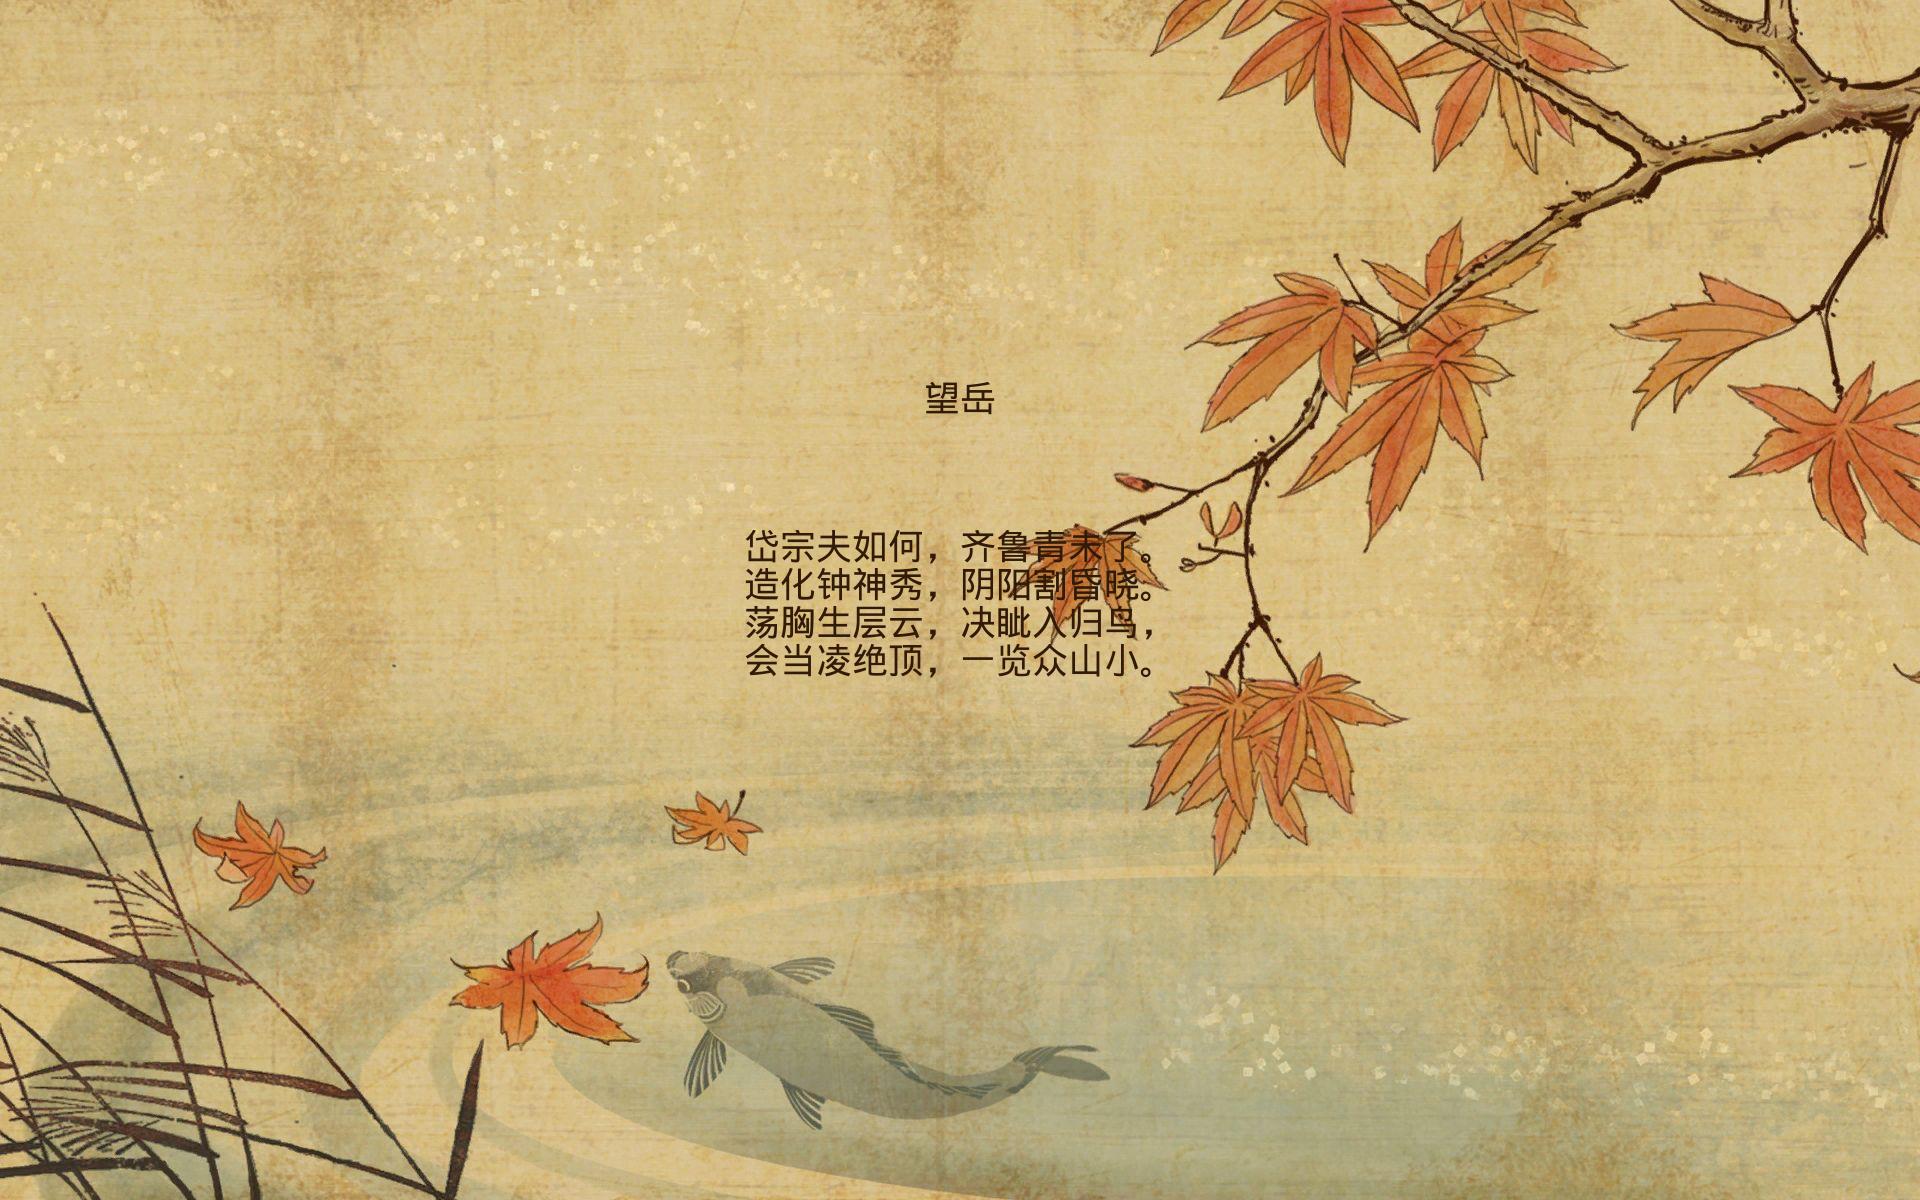 望岳
岱宗夫如何，齐鲁青未了。
造化钟神秀，阴阳割昏晓。
荡胸生层云，决眦入归鸟，
会当凌绝顶，一览众山小。